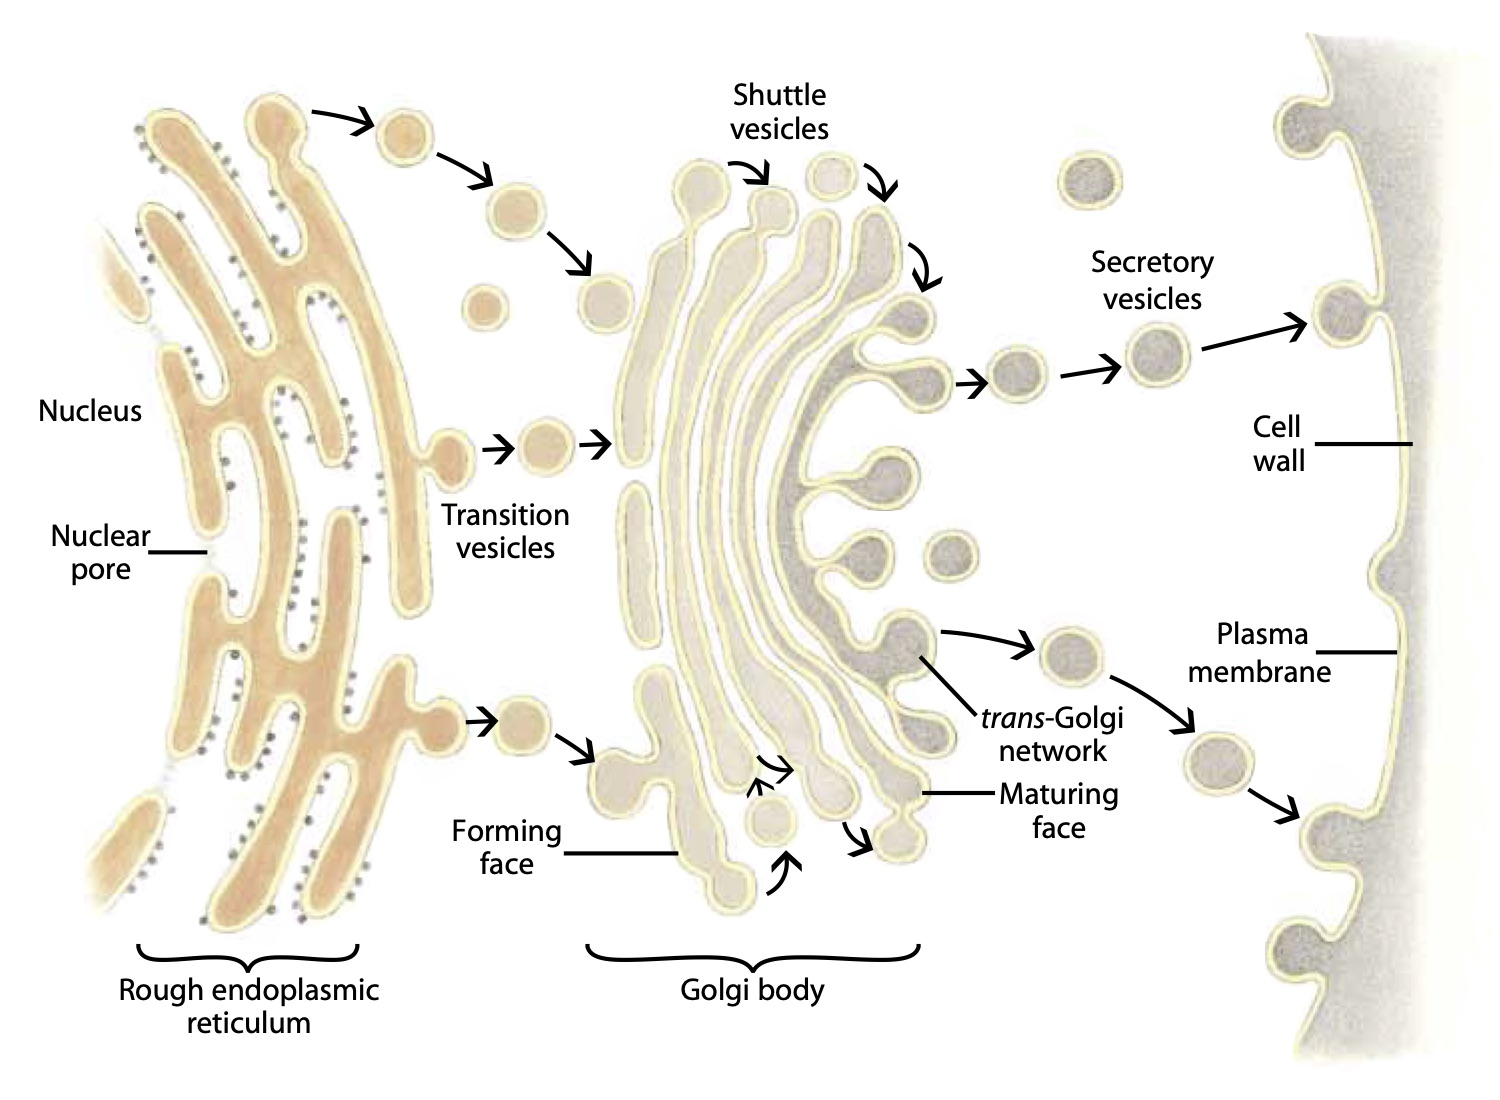 Shuttle
vesicles
Secretory
vesicles
Nucleus
Cell
wall
Nuclear
pore
Transition
vesicles
Plasma
membrane
trans-Golgi
network
Maturing
face
Forming
face
Rough endoplasmic
reticulum
Golgi body